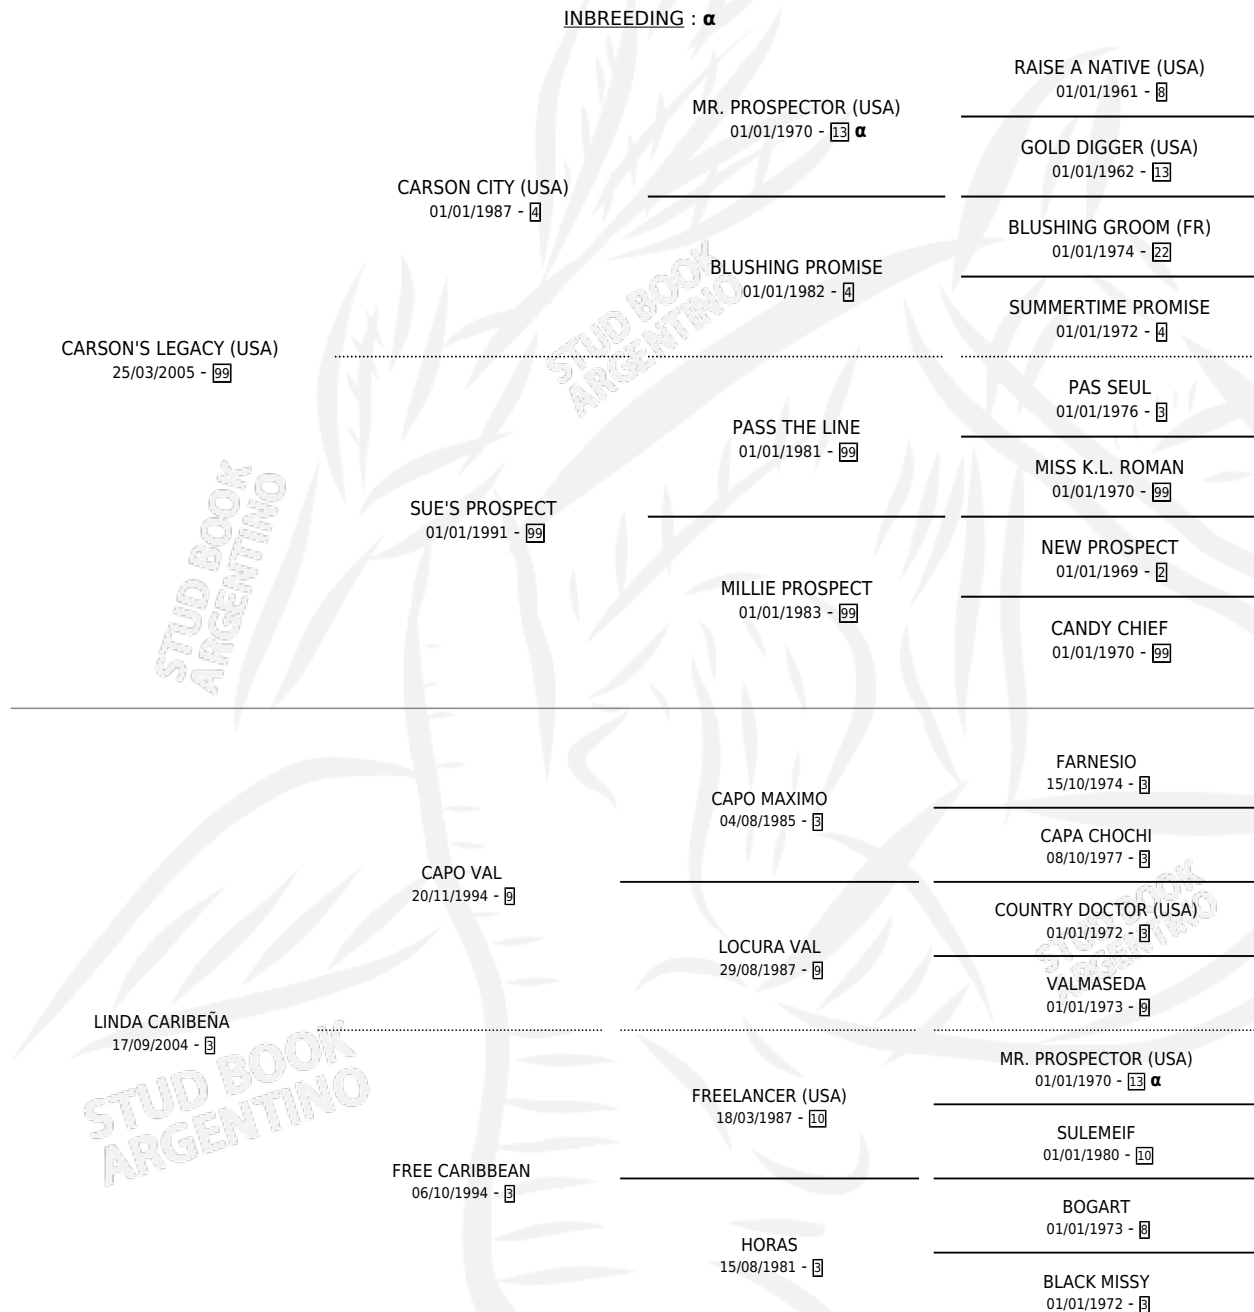 INBREEDING : α
RAISE A NATIVE (USA)
01/01/1961 - 8
MR. PROSPECTOR (USA)
01/01/1970 - 13 α
GOLD DIGGER (USA)
01/01/1962 - 13
CARSON CITY (USA)
01/01/1987 - 4
BLUSHING GROOM (FR)
01/01/1974 - 22
BLUSHING PROMISE
01/01/1982 - 4
SUMMERTIME PROMISE
01/01/1972 - 4
CARSON'S LEGACY (USA)
25/03/2005 - 99
STUD BOOK
ARGENTINO
PAS SEUL
01/01/1976 - 3
PASS THE LINE
01/01/1981 - 99
MISS K.L. ROMAN
01/01/1970 - 99
SUE'S PROSPECT
01/01/1991 - 99
NEW PROSPECT
01/01/1969 - 2
MILLIE PROSPECT
01/01/1983 - 99
CANDY CHIEF
01/01/1970 - 99
STUD BOOK
ARGENTINO
FARNESIO
15/10/1974 - 3
CAPO MAXIMO
04/08/1985 - 3
CAPA CHOCHI
08/10/1977 - 3
CAPO VAL
20/11/1994 - 9
COUNTRY DOCTOR (USA)
01/01/1972 - 3
LOCURA VAL
29/08/1987 - 9
VALMASEDA
01/01/1973 - 9
STUD BOOK
ARGENTINO
LINDA CARIBEÑA
17/09/2004 - 3
MR. PROSPECTOR (USA)
01/01/1970 - 13 α
FREELANCER (USA)
18/03/1987 - 10
SULEMEIF
01/01/1980 - 10
FREE CARIBBEAN
06/10/1994 - 3
BOGART
01/01/1973 - 8
HORAS
15/08/1981 - 3
BLACK MISSY
01/01/1972 - 3
STUD BOOK
ARGENTINO